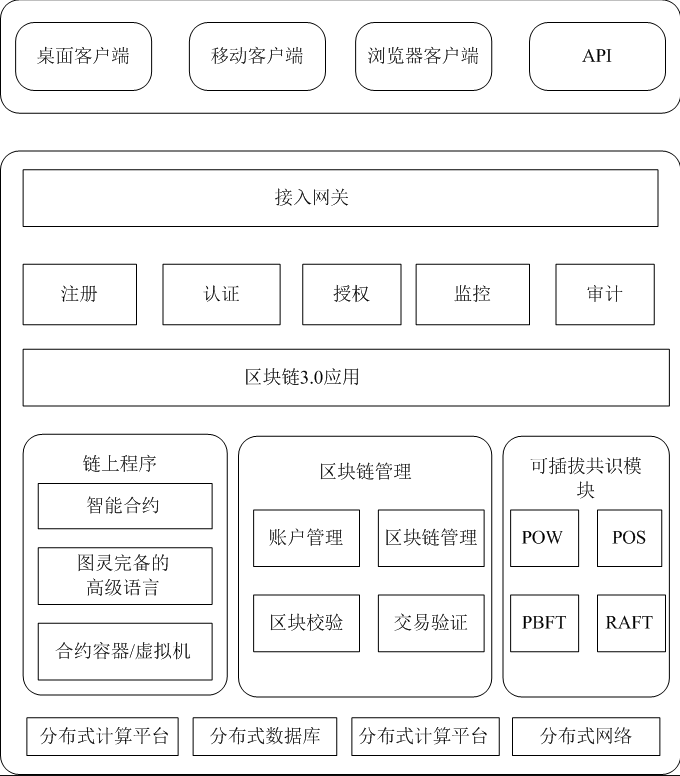 桌面客户端
移动客户端
浏览器客户端
API
接入网关
注册
认证
授权
监控
审计
区块链3.0应用
链上程序
智能合约
图灵完备的
高级语言
合约容器/虚拟机
区块链管理
账户管理
区块链管理
区块校验
交易验证
可插拔共识模
块
POW
POS
PBFT
RAFT
分布式计算平台
分布式数据库
分布式计算平台
分布式网络